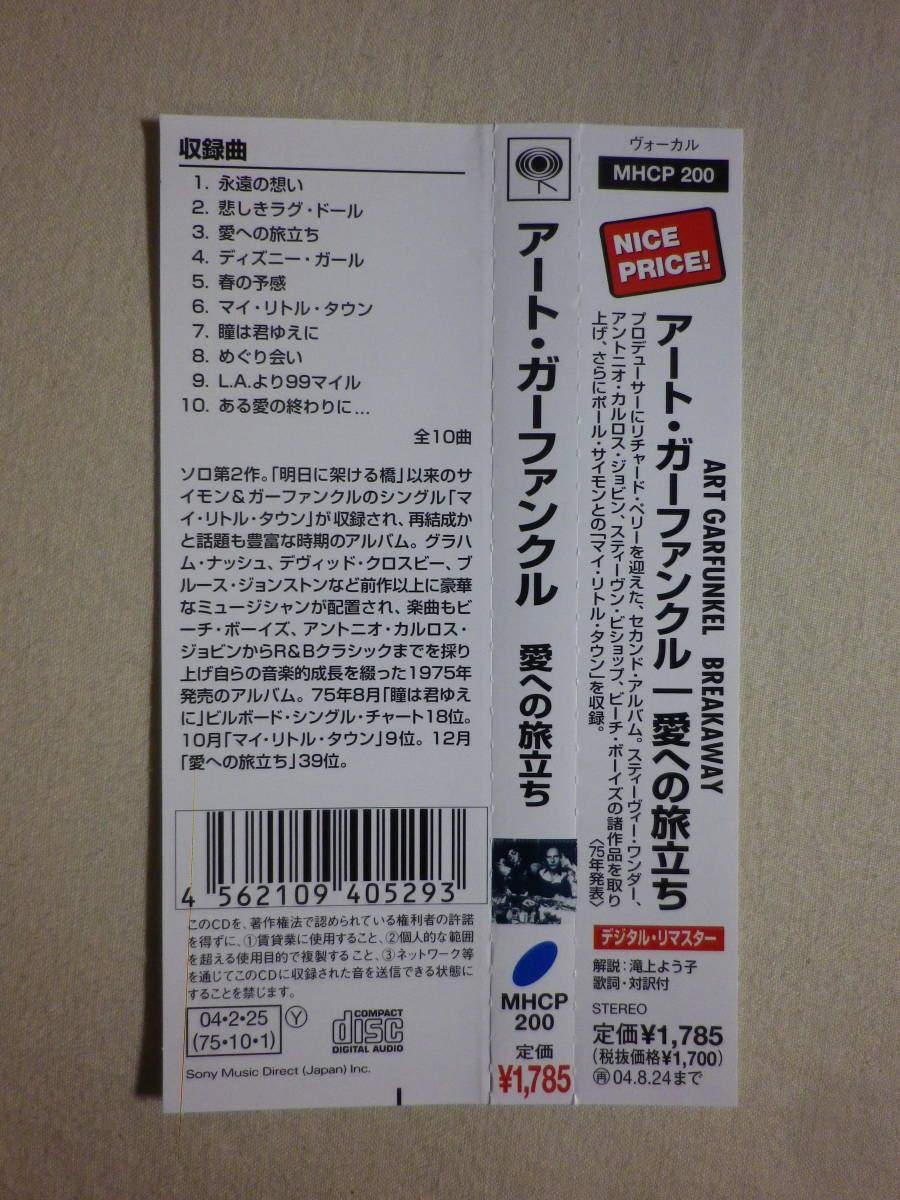 収録曲
1. 永遠の想い
2. 悲しきラグ・ドール
3. 愛への旅立ち
4. ディズニー・ガール
5. 春の予感
6. マイ・リトル・タウン
7. 瞳は君ゆえに
8. めぐり会い
9. L.A.より99マイル
10. ある愛の終わりに…
全10曲
ソロ第2作。「明日に架ける橋」以来のサ
イモン&ガーファンクルのシングル「マ
イ・リトル・タウン」が収録され、再結成か
と話題も豊富な時期のアルバム。グラハ
ム・ナッシュ、デヴィッド・クロスビー、ブ
ルース・ジョンストンなど前作以上に豪華
なミュージシャンが配置され、楽曲もビ
ーチ・ボーイズ、アントニオ・カルロス・
ジョビンからR&Bクラシックまでを採り
上げ自らの音楽的成長を綴った1975年
発売のアルバム。75年8月「瞳は君ゆえ
に」ビルボード・シングル・チャート18位。
10月「マイ・リトル・タウン」9位。12月
「愛への旅立ち」39位。
4 562109 405293
このCDを、著作権法で認められている権利者の許諾
を得ずに、①賃貸業に使用すること、②個人的な範囲
を超える使用目的で複製すること、③ネットワーク等
を通じてこのCDに収録された音を送信できる状態に
することを禁じます。
04・2・25
(75・10・1)
Y
COMPACT
disc
DIGITAL AUDIO
Sony Music Direct (Japan) Inc.
アート・ガーファンクル 愛への旅立ち
MHCP
200
定価
¥1,785
ヴォーカル
MHCP 200
NICE
PRICE!
ART GARFUNKEL BREAKAWAY
アート・ガーファンクル|愛への旅立ち
プロデューサーにリチャード・ペリーを迎えた、セカンド・アルバム。スティーヴィー・ワンダー、
アントニオ・カルロス・ジョビン、スティーヴン・ビショップ、ビーチ・ボーイズの諸作品を取り
上げ、さらにポール・サイモンとの「マイ・リトル・タウン」を収録。
〈75年発表〉
デジタル・リマスター
解説:滝上よう子
歌詞・対訳付
STEREO
定価¥1,785
(税抜価格¥1,700)
再04.8.24まで